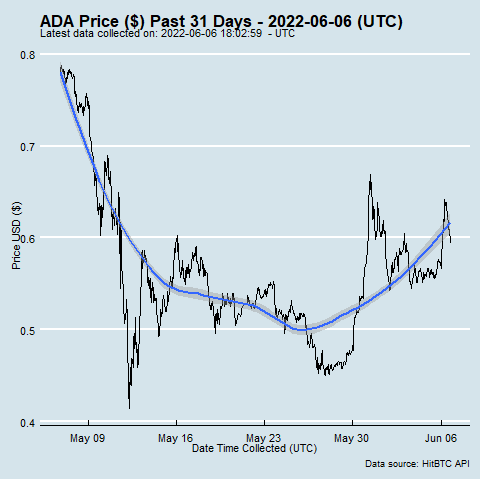 ADA Price ($) Past 31 Days - 2022-06-06 (UTC)
Latest data collected on: 2022-06-06 18:02:59 - UTC
0.8
0.7
0.6
0.5
0.4
Price USD ($)
May 09
May 16
May 23
May 30
Jun 06
Date Time Collected (UTC)
Data source: HitBTC API